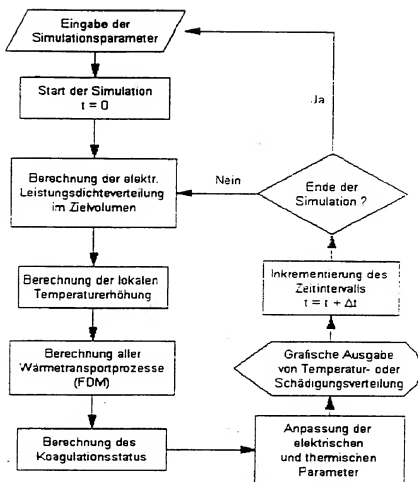 Eingabe der
Simulationsparameter
Start der Simulation
t = 0
Berechnung der elektr.
Leistungsdichteverteilung
im Zielvolumen
Berechnung der lokalen
Temperaturerhöhung
Berechnung aller
Wärmetransportprozesse
(FDM)
Berechnung des
Koagulationsstatus
Anpassung der
elektrischen
und thermischen
Parameter
Grafische Ausgabe
von Temperatur- oder
Schädigungsverteilung
Inkrementierung des
Zeitintervalls
t = t + Δt
Ende der
Simulation ?
Nein
Ja